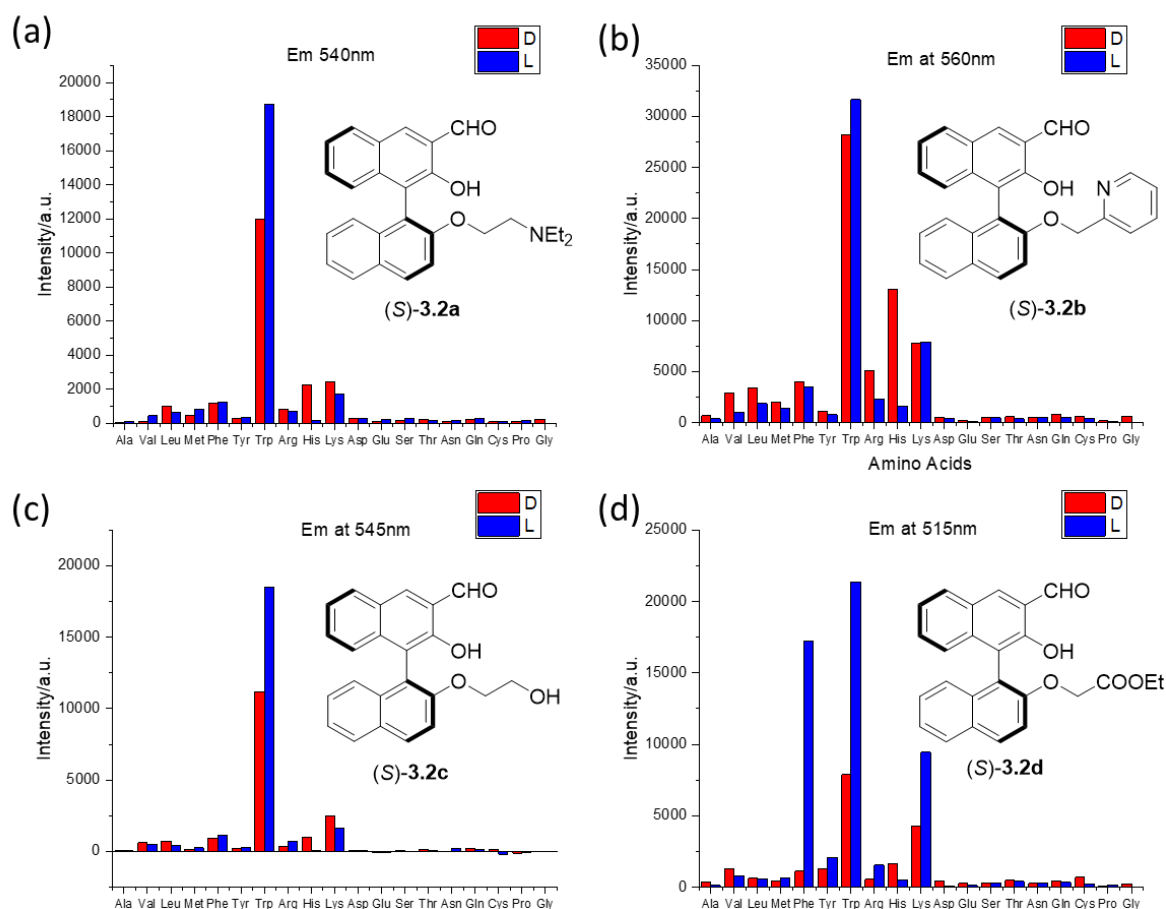 (a)
Em 540nm
D
L
20000
18000
16000
14000
12000
10000
8000
6000
4000
2000
0
Intensity/a.u.
CHO
OH
O
NEt2
(S)-3.2a
Ala Val Leu Met Phe Tyr Trp Arg His Lys Asp Glu Ser Thr Asn Gln Cys Pro Gly
(b)
Em at 560nm
D
L
35000
30000
25000
20000
15000
10000
5000
0
Intensity/a.u.
CHO
OH
N
O
(S)-3.2b
Ala Val Leu Met Phe Tyr Trp Arg His Lys Asp Glu Ser Thr Asn Gln Cys Pro Gly
Amino Acids
(c)
Em at 545nm
D
L
20000
15000
10000
5000
0
Intensity/a.u.
CHO
OH
O
OH
(S)-3.2c
Ala Val Leu Met Phe Tyr Trp Arg His Lys Asp Glu Ser Thr Asn Gln Cys Pro Gly
(d)
Em at 515nm
D
L
25000
20000
15000
10000
5000
0
Intensity/a.u.
CHO
OH
O
COOEt
(S)-3.2d
Ala Val Leu Met Phe Tyr Trp Arg His Lys Asp Glu Ser Thr Asn Gln Cys Pro Gly